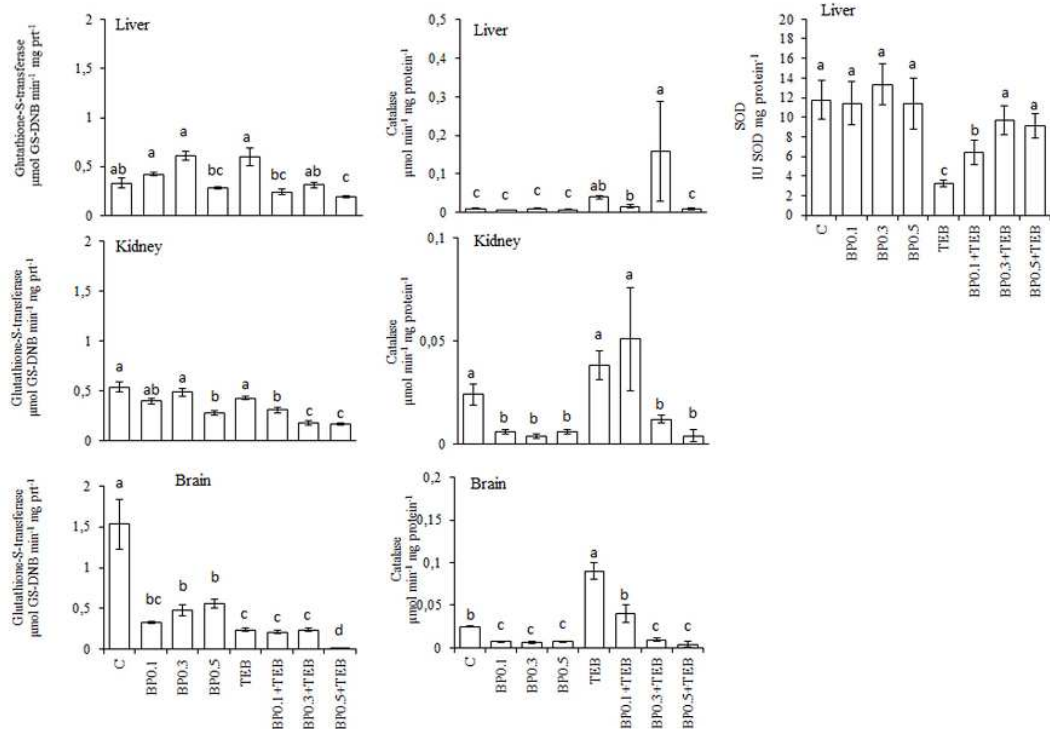 Liver
Glutathione-S-transferase
µmol GS-DNB min⁻¹ mg prt⁻¹
2
1,5
1
0,5
0
ab a a bc a bc ab c
Liver
Catalase
µmol min⁻¹ mg protein⁻¹
0,5
0,4
0,3
0,2
0,1
0
c c c c ab b a c
Liver
SOD
IU SOD mg protein⁻¹
20
18
16
14
12
10
8
6
4
2
0
a a a a c b a a
C BP0.1 BP0.3 BP0.5 TEB BP0.1+TEB BP0.3+TEB BP0.5+TEB
Kidney
Glutathione-S-transferase
µmol GS-DNB min⁻¹ mg prt⁻¹
2
1,5
1
0,5
0
a ab a b a b c c
Kidney
Catalase
µmol min⁻¹ mg protein⁻¹
0,1
0,05
0
a b b b a a b b
Brain
Glutathione-S-transferase
µmol GS-DNB min⁻¹ mg prt⁻¹
2
1,5
1
0,5
0
a bc b b c c c d
C BP0.1 BP0.3 BP0.5 TEB BP0.1+TEB BP0.3+TEB BP0.5+TEB
Brain
Catalase
µmol min⁻¹ mg protein⁻¹
0,2
0,15
0,1
0,05
0
b c c c a b c c
C BP0.1 BP0.3 BP0.5 TEB BP0.1+TEB BP0.3+TEB BP0.5+TEB